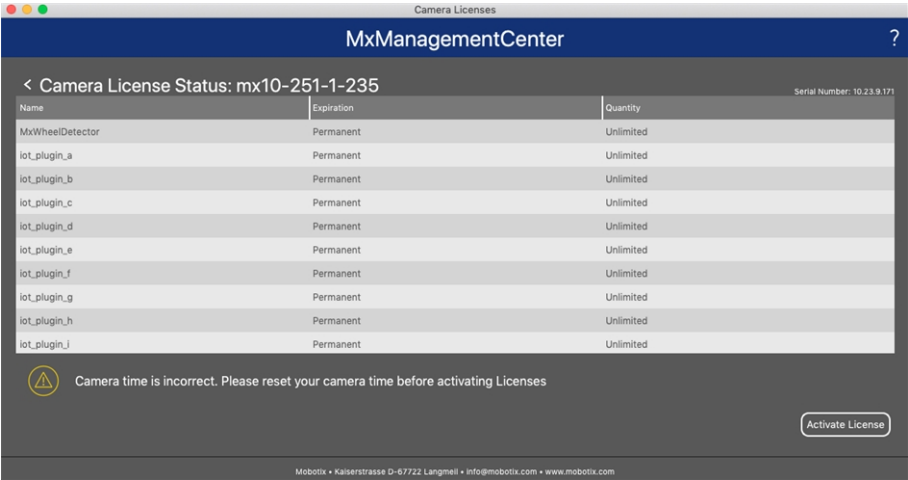 Camera Licenses
MxManagementCenter ?
< Camera License Status: mx10-251-1-235
Serial Number: 10.23.9.171
Name Expiration Quantity
MxWheelDetector Permanent Unlimited
iot_plugin_a Permanent Unlimited
iot_plugin_b Permanent Unlimited
iot_plugin_c Permanent Unlimited
iot_plugin_d Permanent Unlimited
iot_plugin_e Permanent Unlimited
iot_plugin_f Permanent Unlimited
iot_plugin_g Permanent Unlimited
iot_plugin_h Permanent Unlimited
iot_plugin_i Permanent Unlimited
Camera time is incorrect. Please reset your camera time before activating Licenses
Activate License
Mobotix • Kaiserstrasse D-67722 Langmeil • info@mobotix.com • www.mobotix.com